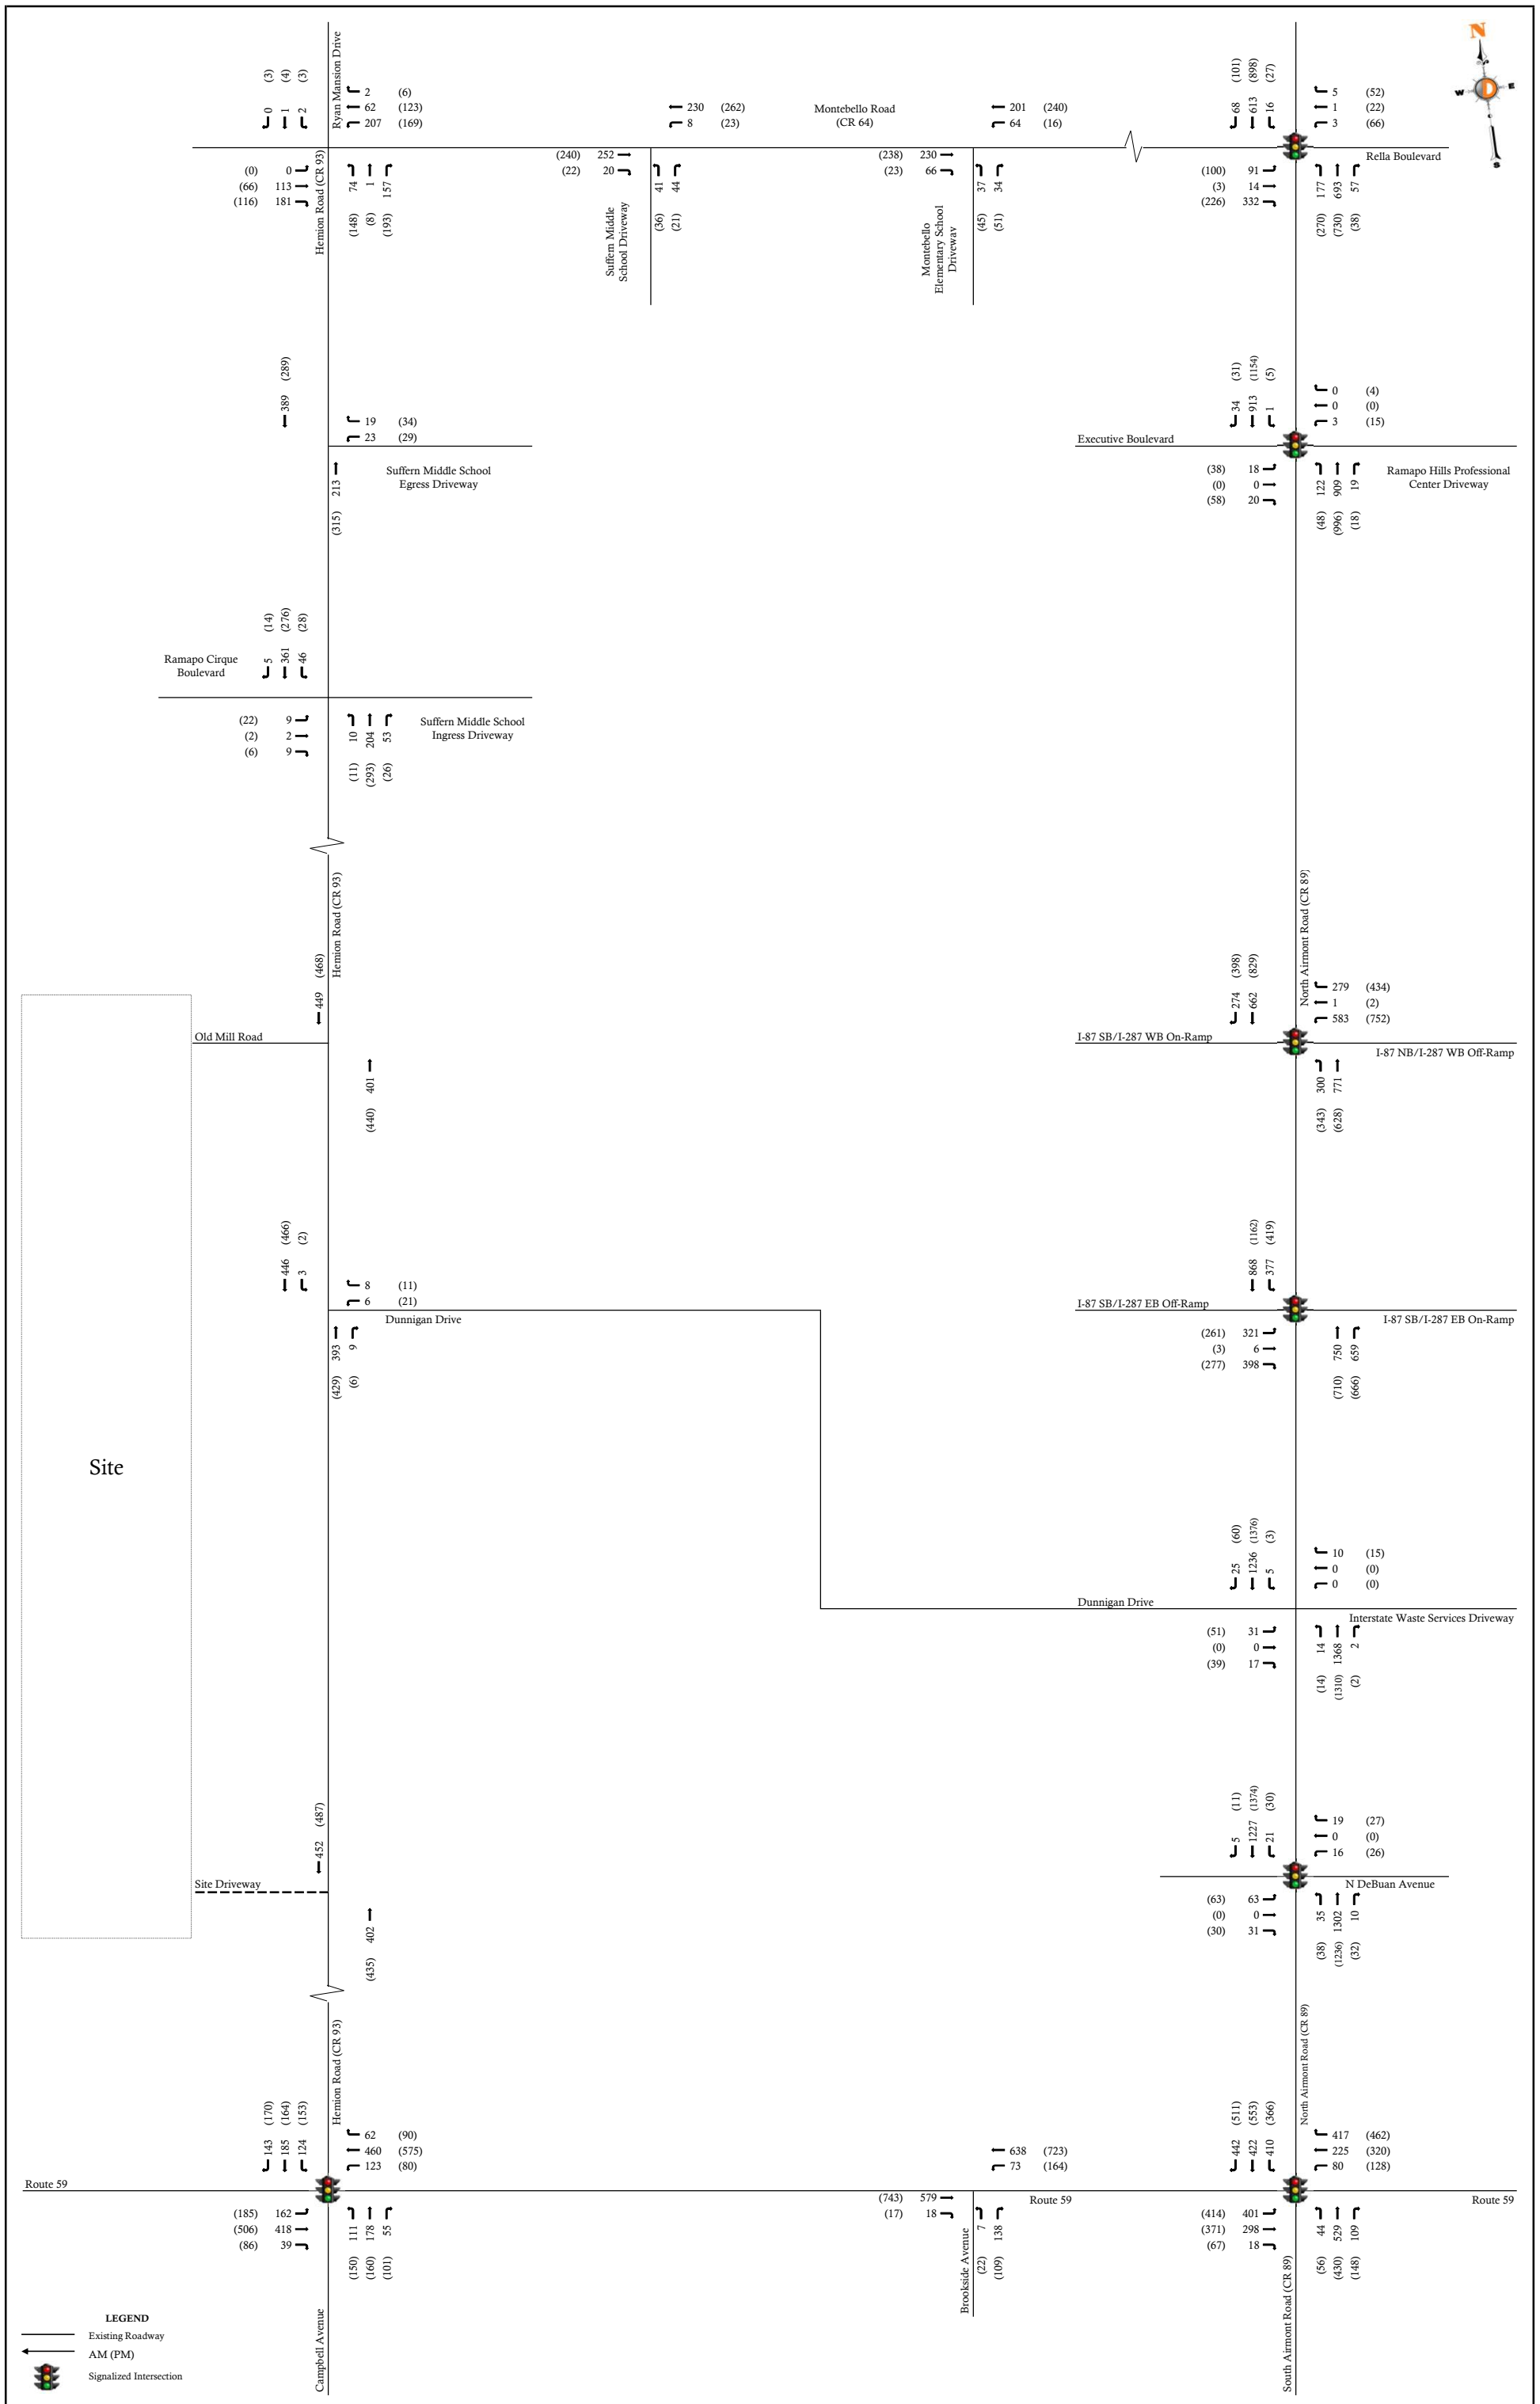 N
W
D
E
S
Ryan Mansion Drive
(3) (4) (3)
0 1 2
2 (6)
62 (123)
207 (169)
(0) 0
(66) 113
(116) 181
Hemion Road (CR 93)
74 1 157
(148) (8) (193)
230 (262)
8 (23)
Montebello Road
(CR 64)
(240) 252
(22) 20
41 44
(36) (21)
Suffern Middle
School Driveway
201 (240)
64 (16)
(238) 230
(23) 66
37 34
(45) (51)
Montebello
Elementary School
Driveway
(101) (898) (27)
68 613 16
5 (52)
1 (22)
3 (66)
Rella Boulevard
(100) 91
(3) 14
(226) 332
177 693 57
(270) (730) (38)
(289)
389
19 (34)
23 (29)
213
(315)
Suffern Middle School
Egress Driveway
(31) (1154) (5)
34 913 1
0 (4)
0 (0)
3 (15)
Executive Boulevard
(38) 18
(0) 0
(58) 20
122 909 19
(48) (996) (18)
Ramapo Hills Professional
Center Driveway
(14) (276) (28)
5 361 46
Ramapo Cirque
Boulevard
(22) 9
(2) 2
(6) 9
10 204 53
(11) (293) (26)
Suffern Middle School
Ingress Driveway
Hemion Road (CR 93)
(468)
449
Old Mill Road
401
(440)
North Airmont Road (CR 89)
(398) (829)
274 662
279 (434)
1 (2)
583 (752)
I-87 SB/I-287 WB On-Ramp
I-87 NB/I-287 WB Off-Ramp
300 771
(343) (628)
(466) (2)
446 3
8 (11)
6 (21)
Dunnigan Drive
393 9
(429) (6)
(1162) (419)
868 377
I-87 SB/I-287 EB Off-Ramp
I-87 SB/I-287 EB On-Ramp
(261) 321
(3) 6
(277) 398
750 659
(710) (666)
Site
(60) (1376) (3)
25 1236 5
10 (15)
0 (0)
0 (0)
Dunnigan Drive
Interstate Waste Services Driveway
(51) 31
(0) 0
(39) 17
14 1368 2
(14) (1310) (2)
(487)
452
Site Driveway
402
(435)
(11) (1374) (30)
5 1227 21
19 (27)
0 (0)
16 (26)
N DeBuan Avenue
(63) 63
(0) 0
(30) 31
35 1302 10
(38) (1236) (32)
Hemion Road (CR 93)
(170) (164) (153)
143 185 124
62 (90)
460 (575)
123 (80)
Route 59
(185) 162
(506) 418
(86) 39
111 178 55
(150) (160) (101)
Campbell Avenue
638 (723)
73 (164)
(743) 579
(17) 18
Route 59
7 138
(22) (109)
Brookside Avenue
North Airmont Road (CR 89)
(511) (553) (366)
442 422 410
417 (462)
225 (320)
80 (128)
Route 59
(414) 401
(371) 298
(67) 18
44 529 109
(56) (430) (148)
South Airmont Road (CR 89)
LEGEND
Existing Roadway
AM (PM)
Signalized Intersection